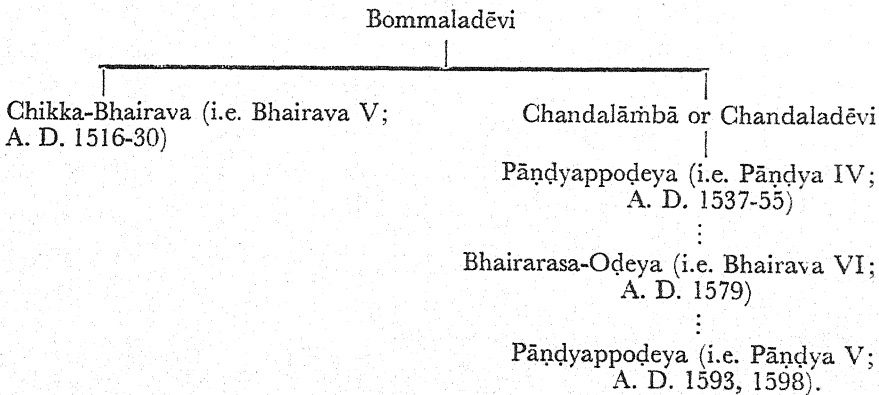 Bommaladēvi
Chikka-Bhairava (i.e. Bhairava V;
A. D. 1516-30)
Chandalāṁbā or Chandaladēvi
Pāṇḍyappoḍeya (i.e. Pāṇḍya IV;
A. D. 1537-55)
Bhairarasa-Oḍeya (i.e. Bhairava VI;
A. D. 1579)
Pāṇḍyappoḍeya (i.e. Pāṇḍya V;
A. D. 1593, 1598).